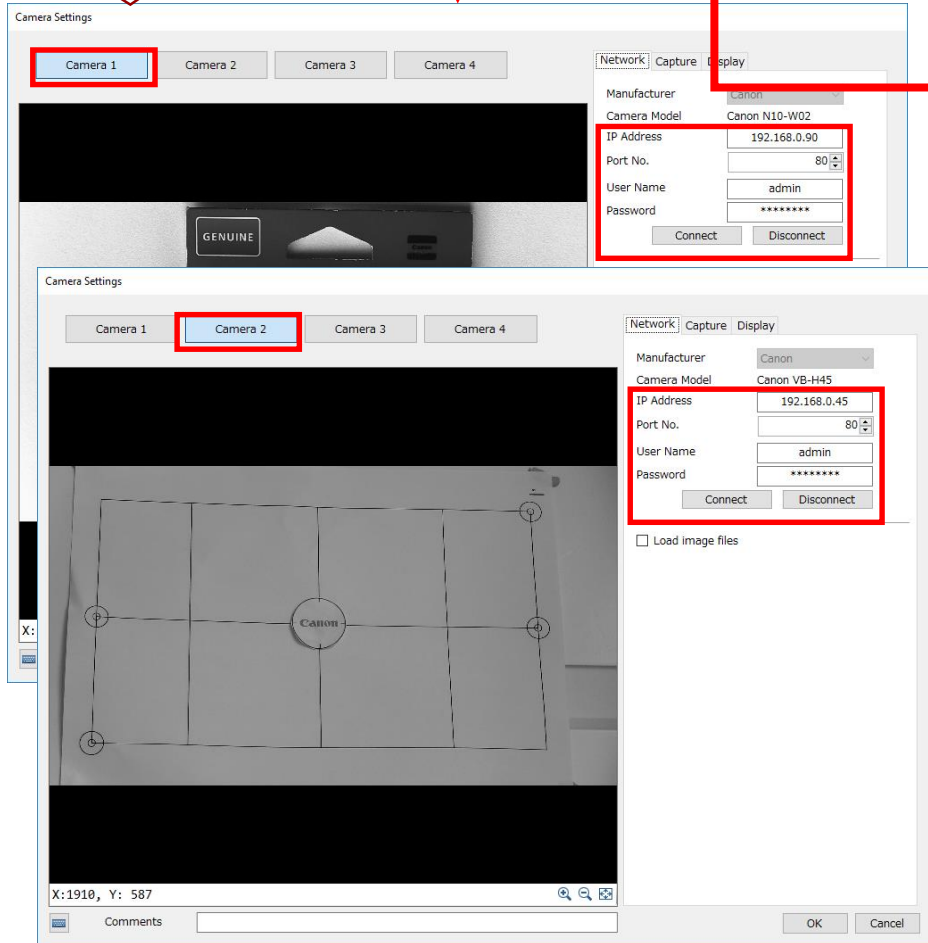 Camera Settings
Camera 1 Camera 2 Camera 3 Camera 4
Network Capture Display
Manufacturer Canon
Camera Model Canon N10-W02
IP Address 192.168.0.90
Port No. 80
User Name admin
Password ********
Connect Disconnect
GENUINE
X:
Camera Settings
Camera 1 Camera 2 Camera 3 Camera 4
Network Capture Display
Manufacturer Canon
Camera Model Canon VB-H45
IP Address 192.168.0.45
Port No. 80
User Name admin
Password ********
Connect Disconnect
Load image files
Canon
X:1910, Y: 587
Comments
OK Cancel